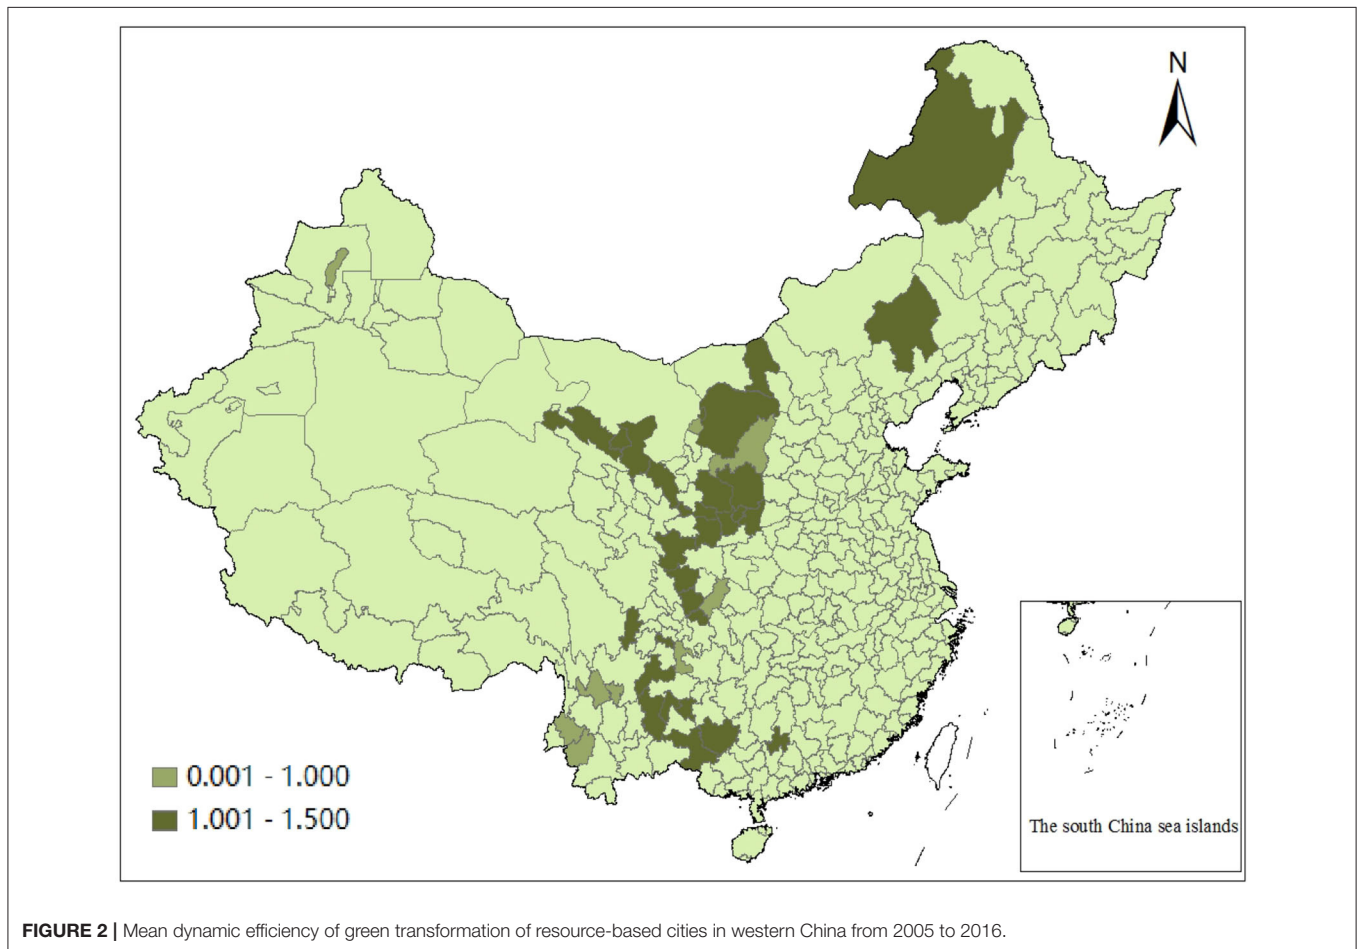 N
0.001 - 1.000
1.001 - 1.500
The south China sea islands
FIGURE 2 | Mean dynamic efficiency of green transformation of resource-based cities in western China from 2005 to 2016.